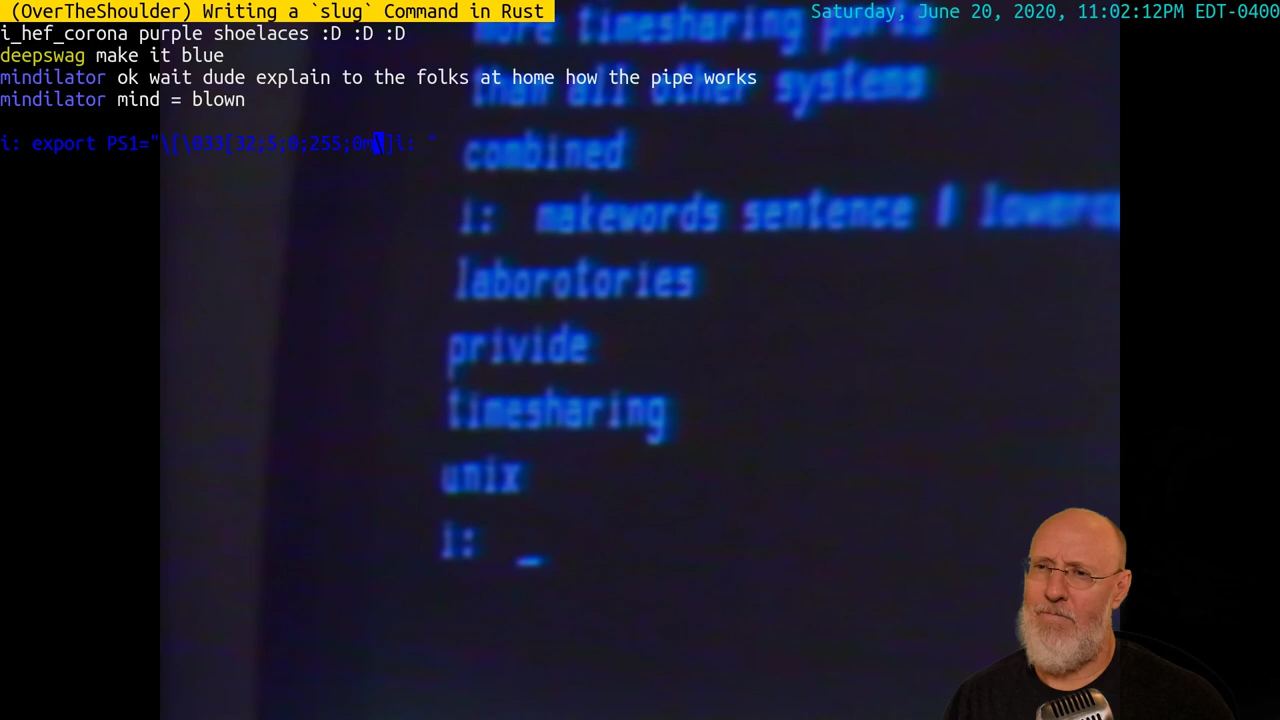 (OverTheShoulder) Writing a `slug` Command in Rust
Saturday, June 20, 2020, 11:02:12PM EDT-0400
i_hef_corona purple shoelaces :D :D :D
deepswag make it blue
mindilator ok wait dude explain to the folks at home how the pipe works
mindilator mind = blown
i: export PS1="\[\033[32;5;0;255;0m\]i: "
more timesharing ports
than all other systems
combined
i: makewords sentence | lowerca
laborotories
privide
timesharing
unix
i: _